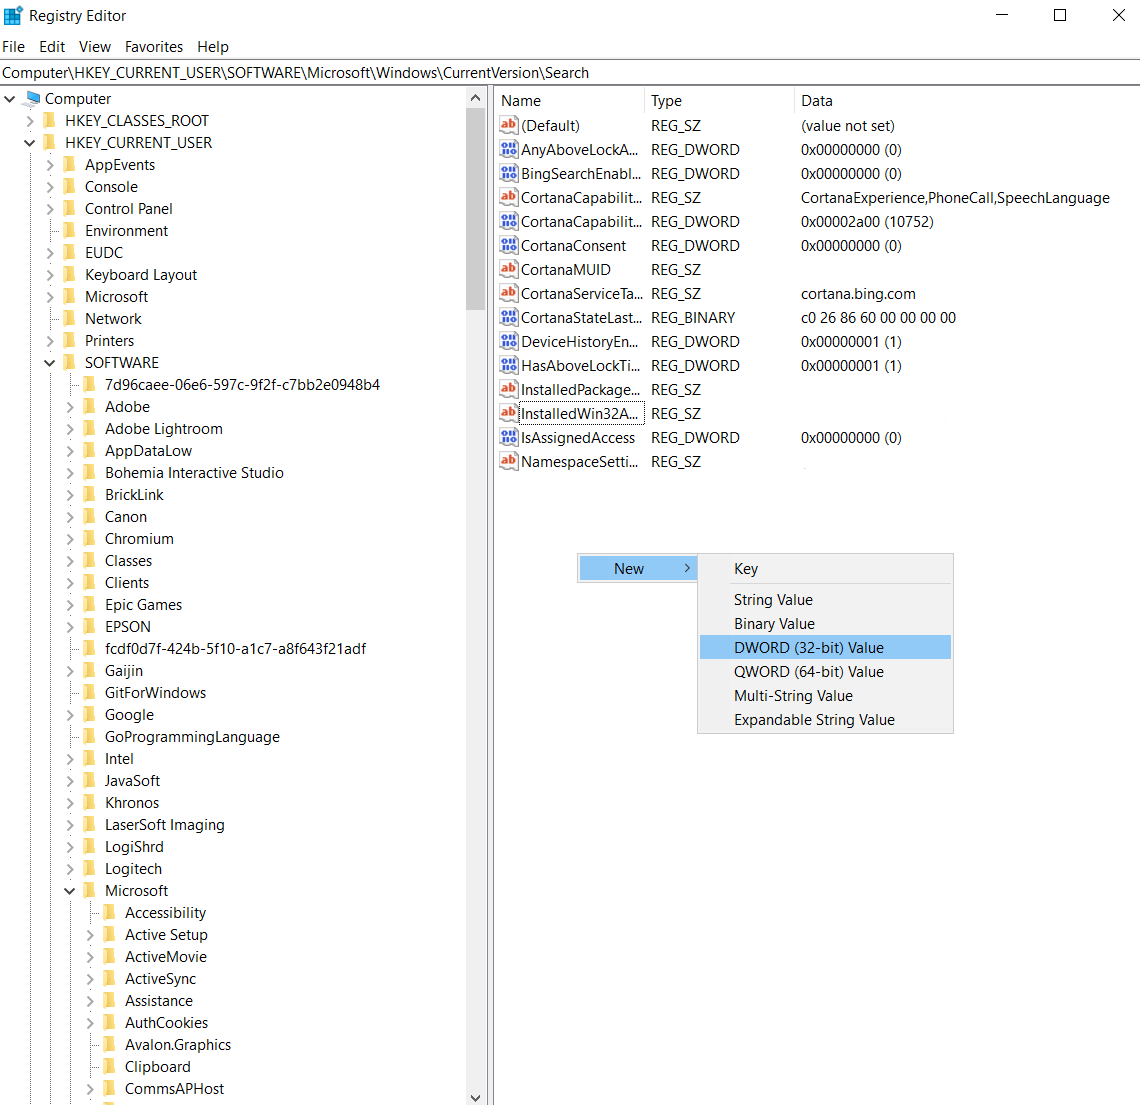 Registry Editor
File Edit View Favorites Help
Computer\HKEY_CURRENT_USER\SOFTWARE\Microsoft\Windows\CurrentVersion\Search
Computer
HKEY_CLASSES_ROOT
HKEY_CURRENT_USER
AppEvents
Console
Control Panel
Environment
EUDC
Keyboard Layout
Microsoft
Network
Printers
SOFTWARE
7d96caee-06e6-597c-9f2f-c7bb2e0948b4
Adobe
Adobe Lightroom
AppDataLow
Bohemia Interactive Studio
BrickLink
Canon
Chromium
Classes
Clients
Epic Games
EPSON
fcdf0d7f-424b-5f10-a1c7-a8f643f21adf
Gaijin
GitForWindows
Google
GoProgrammingLanguage
Intel
JavaSoft
Khronos
LaserSoft Imaging
LogiShrd
Logitech
Microsoft
Accessibility
Active Setup
ActiveMovie
ActiveSync
Assistance
AuthCookies
Avalon.Graphics
Clipboard
CommsAPHost
Name Type Data
(Default) REG_SZ (value not set)
AnyAboveLockA... REG_DWORD 0x00000000 (0)
BingSearchEnabl... REG_DWORD 0x00000000 (0)
CortanaCapabilit... REG_SZ CortanaExperience,PhoneCall,SpeechLanguage
CortanaCapabilit... REG_DWORD 0x00002a00 (10752)
CortanaConsent REG_DWORD 0x00000000 (0)
CortanaMUID REG_SZ
CortanaServiceTa... REG_SZ cortana.bing.com
CortanaStateLast... REG_BINARY c0 26 86 60 00 00 00 00
DeviceHistoryEn... REG_DWORD 0x00000001 (1)
HasAboveLockTi... REG_DWORD 0x00000001 (1)
InstalledPackage... REG_SZ
InstalledWin32A... REG_SZ
IsAssignedAccess REG_DWORD 0x00000000 (0)
NamespaceSetti... REG_SZ
New
Key
String Value
Binary Value
DWORD (32-bit) Value
QWORD (64-bit) Value
Multi-String Value
Expandable String Value